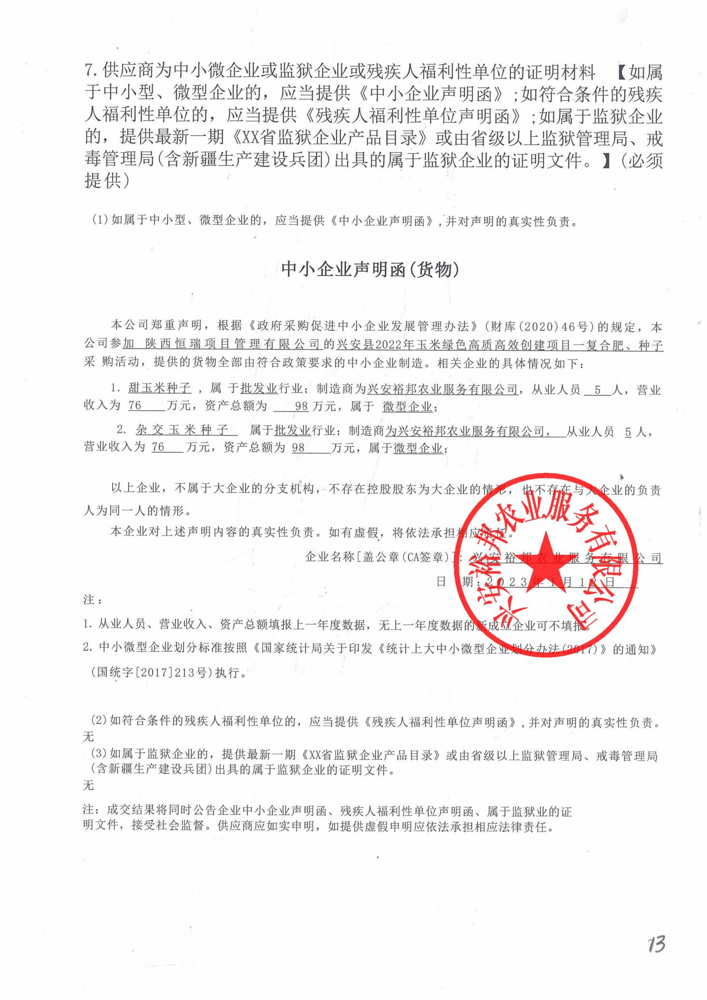 7.供应商为中小微企业或监狱企业或残疾人福利性单位的证明材料 【如属
于中小型、微型企业的，应当提供《中小企业声明函》;如符合条件的残疾
人福利性单位的，应当提供《残疾人福利性单位声明函》;如属于监狱企业
的，提供最新一期《XX省监狱企业产品目录》或由省级以上监狱管理局、戒
毒管理局(含新疆生产建设兵团)出具的属于监狱企业的证明文件。】(必须
提供)
(1)如属于中小型、微型企业的，应当提供《中小企业声明函》,并对声明的真实性负责。
中小企业声明函(货物)
本公司郑重声明，根据《政府采购促进中小企业发展管理办法》(财库(2020)46号)的规定，本
公司参加 陕西恒瑞项目管理有限公司的兴安县2022年玉米绿色高质高效创建项目一复合肥、种子
采 购活动，提供的货物全部由符合政策要求的中小企业制造。相关企业的具体情况如下：
1. 甜玉米种子 ，属 于批发业行业；制造商为兴安裕邦农业服务有限公司，从业人员 5 人，营业
收入为 76 万元，资产总额为 98 万元，属于 微型企业；
2. 杂交玉米种子 属于批发业行业；制造商为兴安裕邦农业服务有限公司， 从业人员 5 人，
营业收入为 76 万元，资产总额为 98 万元，属于微型企业；
以上企业，不属于大企业的分支机构，不存在控股股东为大企业的情形，也不存在与大企业的负责
人为同一人的情形。
本企业对上述声明内容的真实性负责。如有虚假，将依法承担相应责任。
企业名称[盖公章(CA签章)]：兴安裕邦农业服务有限公司
日 期：2023年1月12日
兴安裕邦农业服务有限公司
注：
1. 从业人员、营业收入、资产总额填报上一年度数据，无上一年度数据的新成立企业可不填报。
2. 中小微型企业划分标准按照《国家统计局关于印发《统计上大中小微型企业划分办法(2017)》的通知》
(国统字[2017]213号)执行。
(2)如符合条件的残疾人福利性单位的，应当提供《残疾人福利性单位声明函》,并对声明的真实性负责。
无
(3)如属于监狱企业的，提供最新一期《XX省监狱企业产品目录》或由省级以上监狱管理局、戒毒管理局
(含新疆生产建设兵团)出具的属于监狱企业的证明文件。
无
注：成交结果将同时公告企业中小企业声明函、残疾人福利性单位声明函、属于监狱业的证
明文件，接受社会监督。供应商应如实申明，如提供虚假申明应依法承担相应法律责任。
13